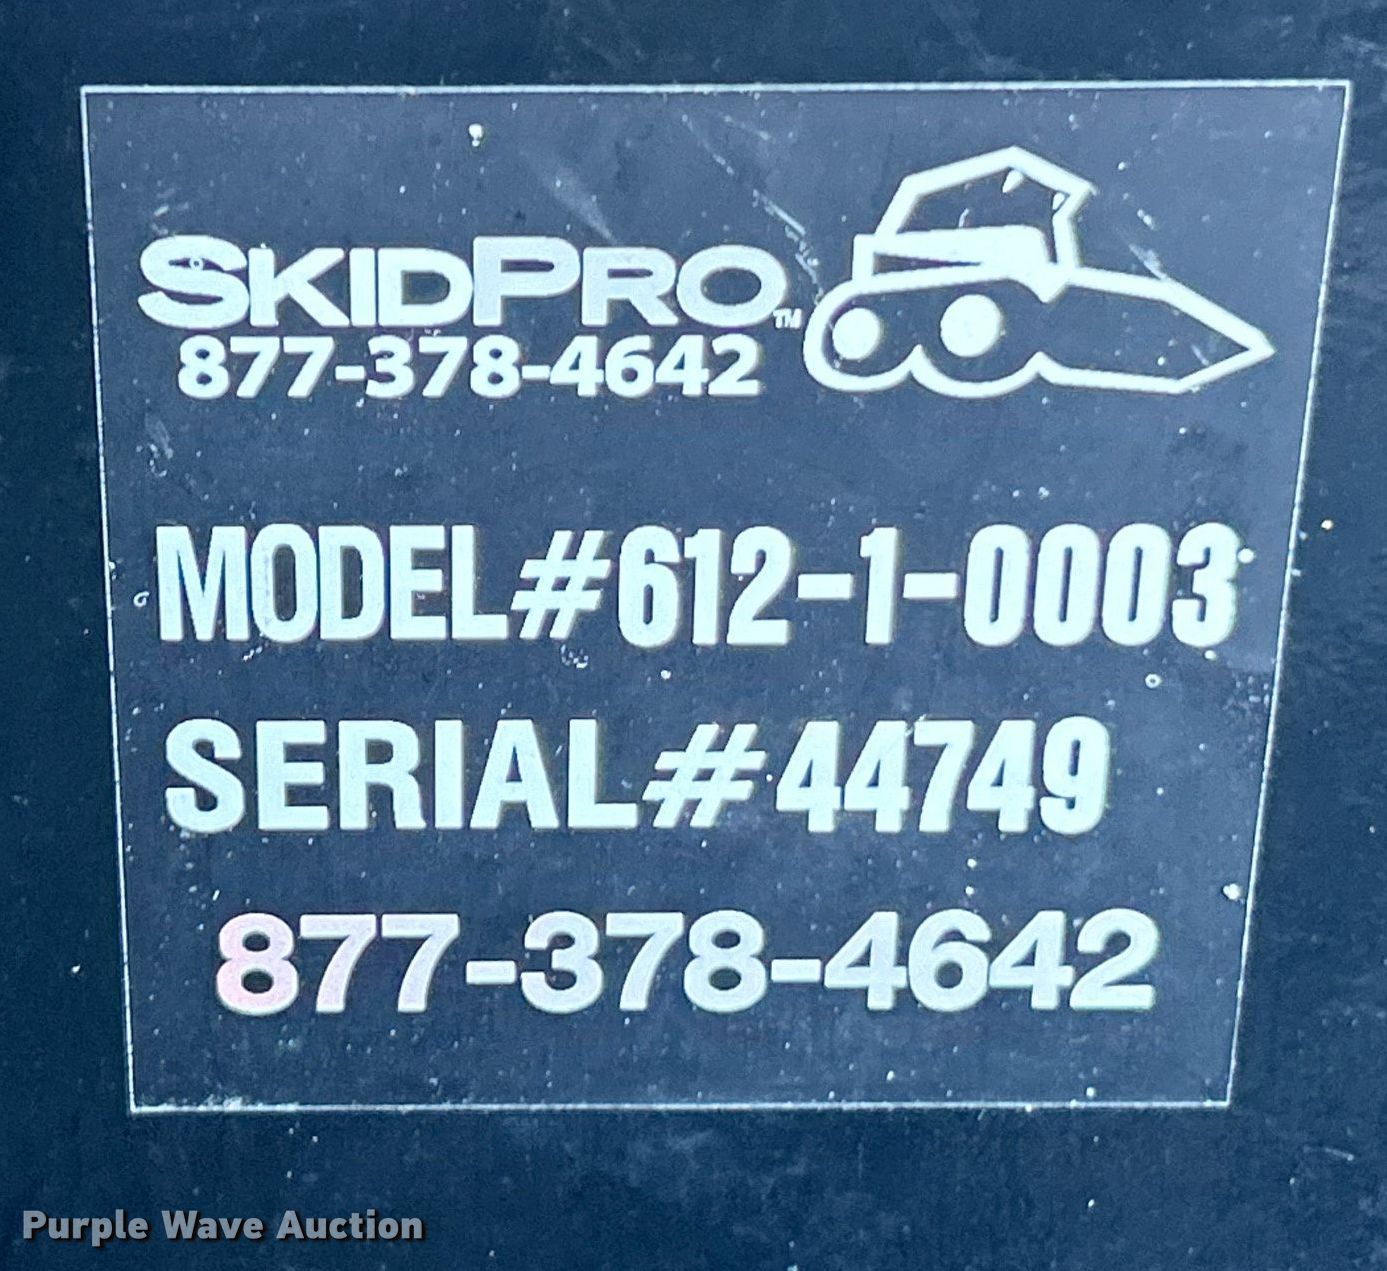 SKIDPRO™
877-378-4642
MODEL#612-1-0003
SERIAL#44749
877-378-4642
Purple Wave Auction